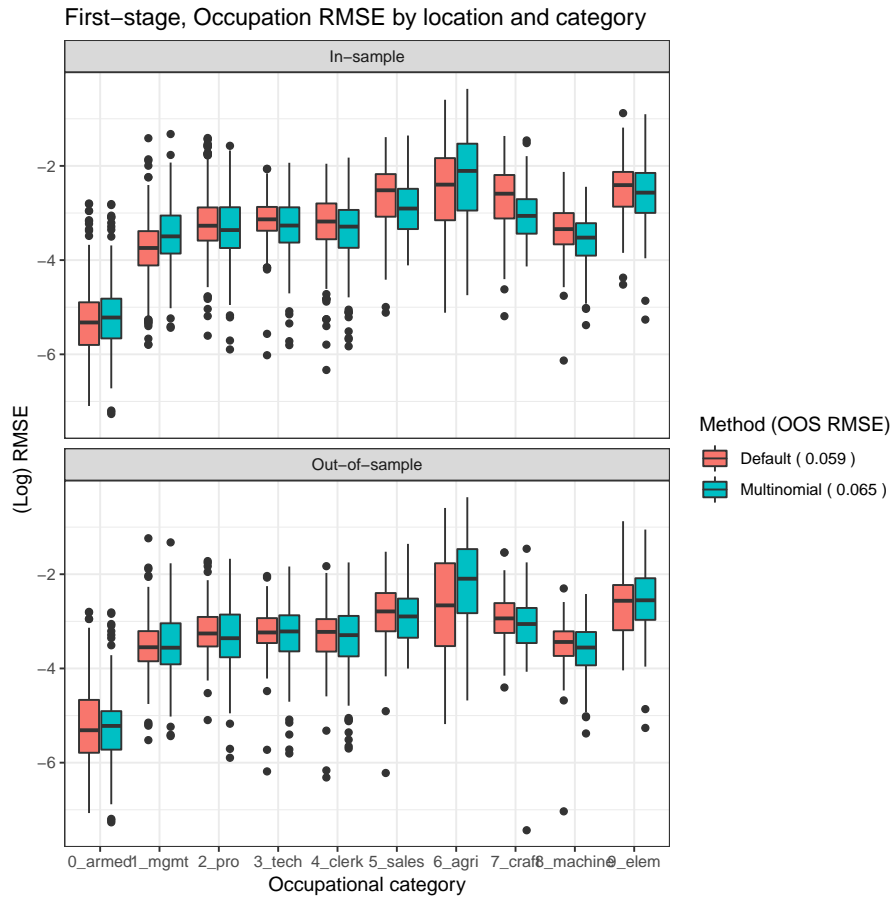 First−stage, Occupation RMSE by location and category
In−sample
−2
−4
−6
Out−of−sample
−2
−4
−6
(Log) RMSE
0_armed 1_mgmt 2_pro 3_tech 4_clerk 5_sales 6_agri 7_craft 8_machine 9_elem
Occupational category
Method (OOS RMSE)
Default ( 0.059 )
Multinomial ( 0.065 )